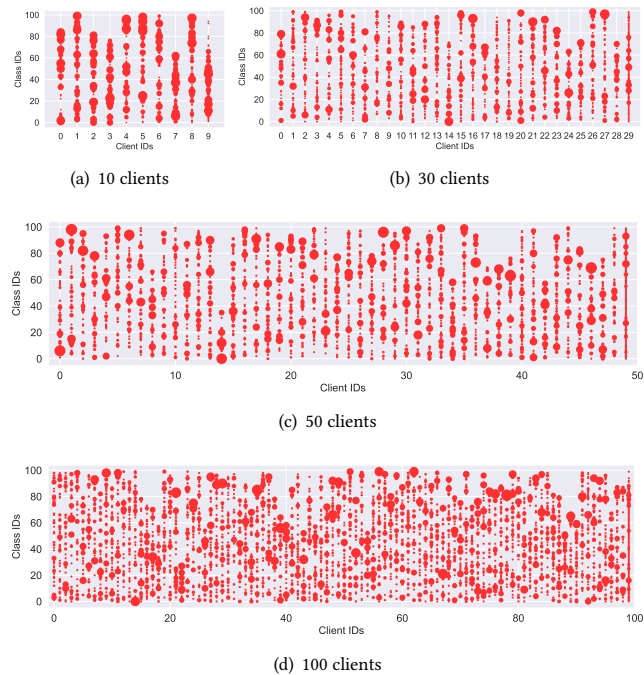 100
80
60
40
20
0
Class IDs
0 1 2 3 4 5 6 7 8 9
Client IDs
(a) 10 clients
100
80
60
40
20
0
Class IDs
0 1 2 3 4 5 6 7 8 9 10 11 12 13 14 15 16 17 18 19 20 21 22 23 24 25 26 27 28 29
Client IDs
(b) 30 clients
100
80
60
40
20
0
Class IDs
0 10 20 30 40 50
Client IDs
(c) 50 clients
100
80
60
40
20
0
Class IDs
0 20 40 60 80 100
Client IDs
(d) 100 clients